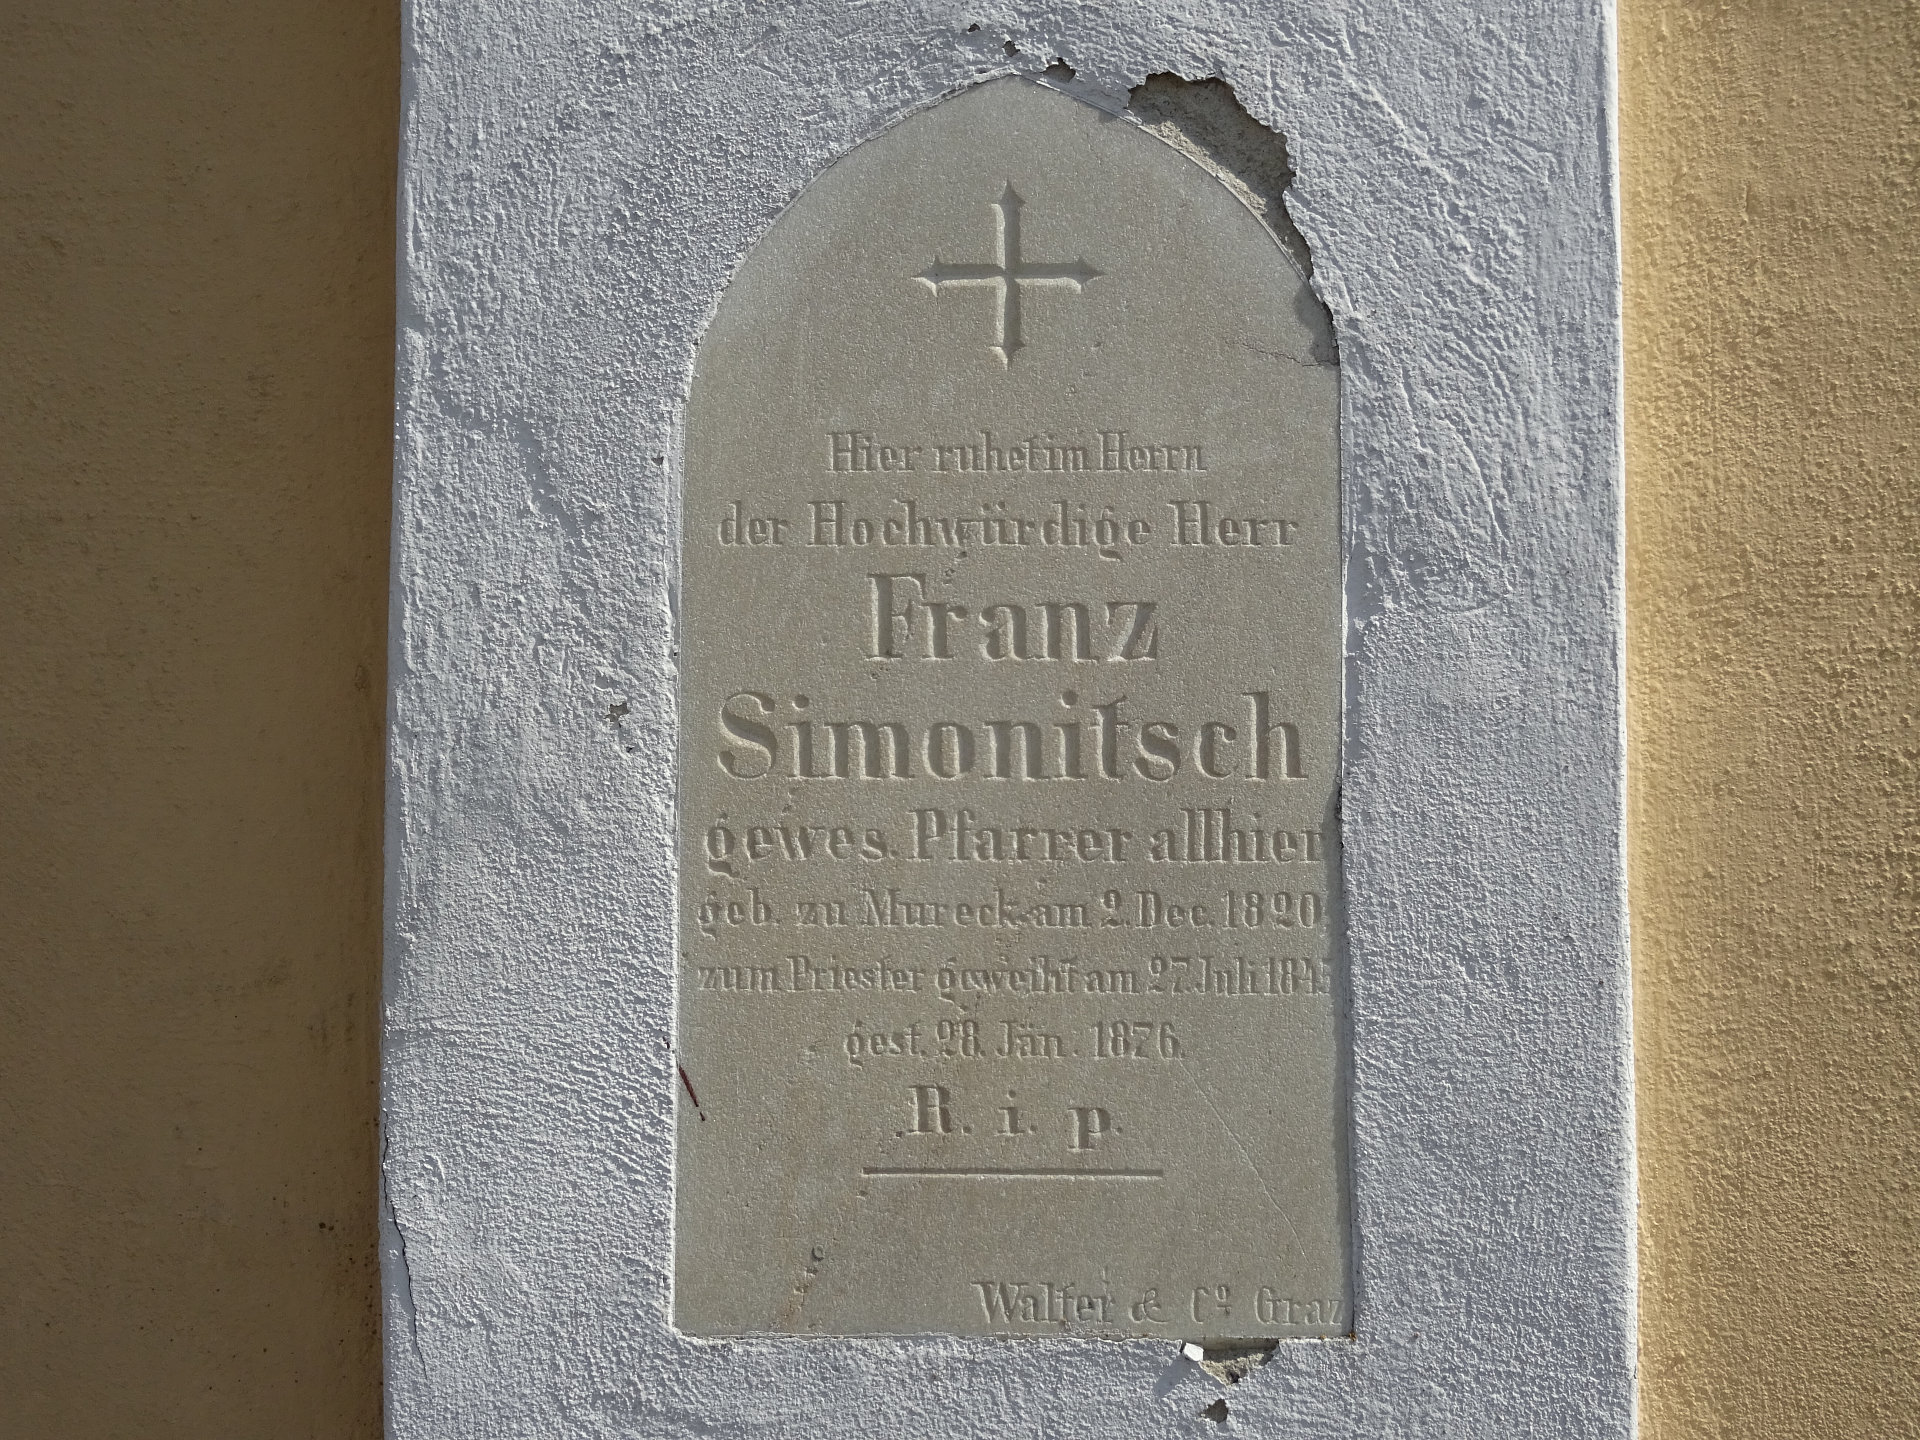 Hier ruhet im Herrn
der Hochwürdige Herr
Franz
Simonitsch
gewes. Pfarrer allhier
geb. zu Mureck am 2. Dec. 1820
zum Priester geweiht am 27. Juli 1845
gest. 28. Jän. 1876.
R. i. p.
Walter & Cº Graz